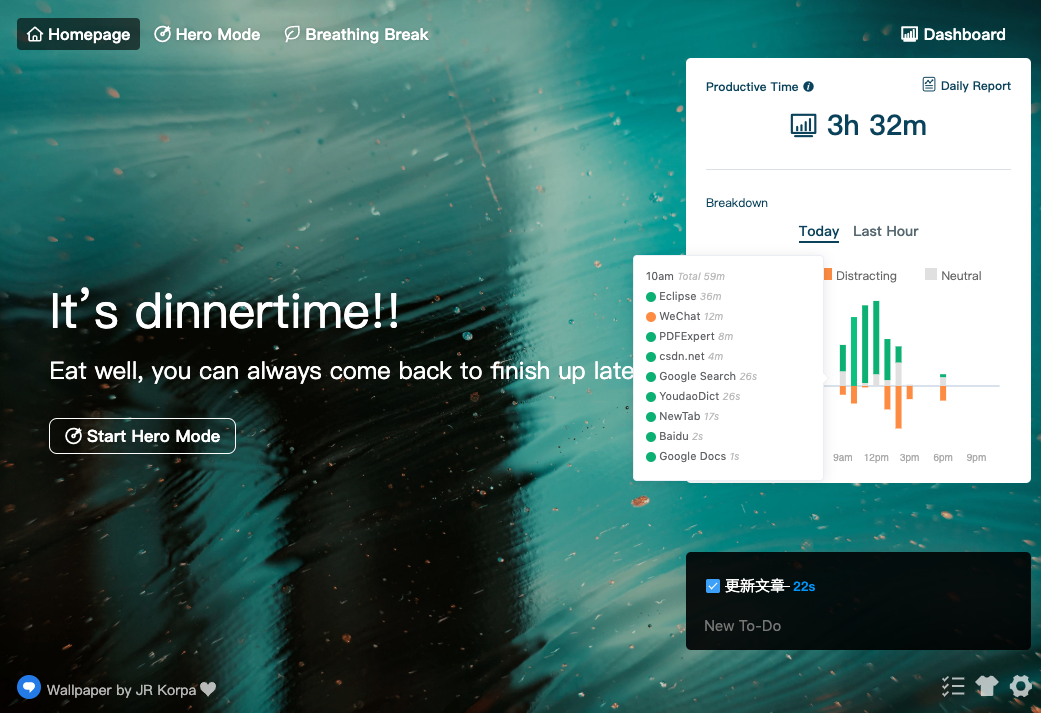 Homepage Hero Mode Breathing Break Dashboard
Productive Time Daily Report
3h 32m
Breakdown
Today Last Hour
Distracting Neutral
10am Total 59m
Eclipse 36m
WeChat 12m
PDFExpert 8m
csdn.net 4m
Google Search 26s
YoudaoDict 26s
NewTab 17s
Baidu 2s
Google Docs 1s
9am 12pm 3pm 6pm 9pm
It's dinnertime!!
Eat well, you can always come back to finish up late
Start Hero Mode
更新文章 22s
New To-Do
Wallpaper by JR Korpa